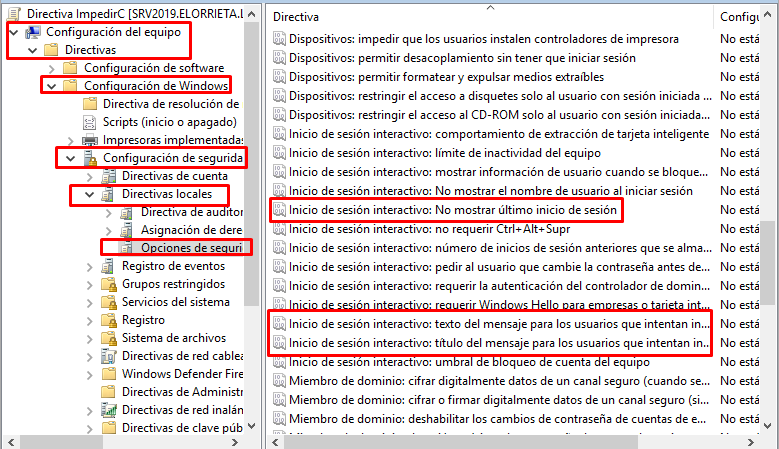 Directiva ImpedirC [SRV2019.ELORRIETA.L
Configuración del equipo
Directivas
Configuración de software
Configuración de Windows
Directiva de resolución de
Scripts (inicio o apagado)
Impresoras implementadas
Configuración de segurida
Directivas de cuenta
Directivas locales
Directiva de auditor
Asignación de dere
Opciones de seguri
Registro de eventos
Grupos restringidos
Servicios del sistema
Registro
Sistema de archivos
Directivas de red cablea
Windows Defender Fire
Directivas de Administr
Directivas de red inalán
Directivas de clave públ
Directiva Configu
Dispositivos: impedir que los usuarios instalen controladores de impresora No está
Dispositivos: permitir desacoplamiento sin tener que iniciar sesión No está
Dispositivos: permitir formatear y expulsar medios extraíbles No está
Dispositivos: restringir el acceso a disquetes solo al usuario con sesión iniciada ... No está
Dispositivos: restringir el acceso al CD-ROM solo al usuario con sesión iniciada... No está
Inicio de sesión interactivo: comportamiento de extracción de tarjeta inteligente No está
Inicio de sesión interactivo: límite de inactividad del equipo No está
Inicio de sesión interactivo: mostrar información de usuario cuando se bloque... No está
Inicio de sesión interactivo: No mostrar el nombre de usuario al iniciar sesión No está
Inicio de sesión interactivo: No mostrar último inicio de sesión No está
Inicio de sesión interactivo: no requerir Ctrl+Alt+Supr No está
Inicio de sesión interactivo: número de inicios de sesión anteriores que se alma... No está
Inicio de sesión interactivo: pedir al usuario que cambie la contraseña antes de... No está
Inicio de sesión interactivo: requerir la autenticación del controlador de domin... No está
Inicio de sesión interactivo: requerir Windows Hello para empresas o tarjeta int... No está
Inicio de sesión interactivo: texto del mensaje para los usuarios que intentan in... No está
Inicio de sesión interactivo: título del mensaje para los usuarios que intentan in... No está
Inicio de sesión interactivo: umbral de bloqueo de cuenta del equipo No está
Miembro de dominio: cifrar digitalmente datos de un canal seguro (cuando se ... No está
Miembro de dominio: cifrar o firmar digitalmente datos de un canal seguro (si... No está
Miembro de dominio: deshabilitar los cambios de contraseña de cuentas de e... No está